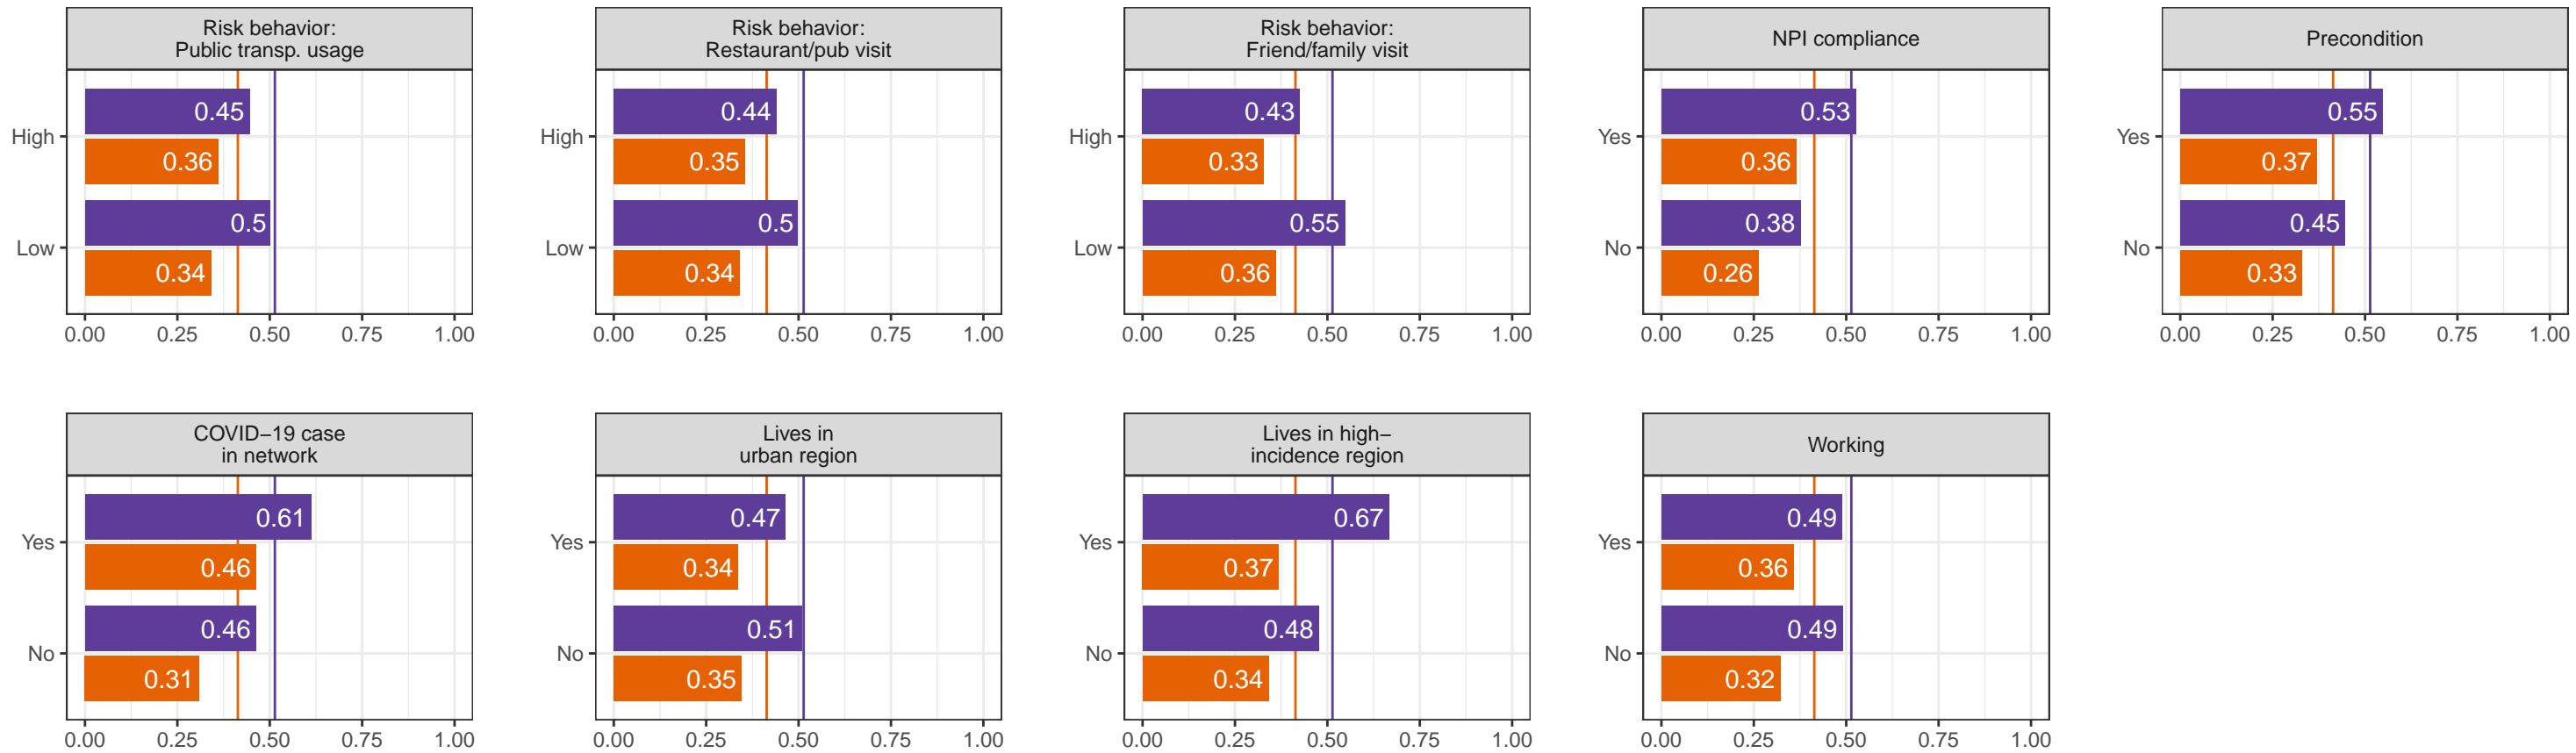 Risk behavior:
Public transp. usage
High
0.45
0.36
Low
0.5
0.34
0.00 0.25 0.50 0.75 1.00
Risk behavior:
Restaurant/pub visit
High
0.44
0.35
Low
0.5
0.34
0.00 0.25 0.50 0.75 1.00
Risk behavior:
Friend/family visit
High
0.43
0.33
Low
0.55
0.36
0.00 0.25 0.50 0.75 1.00
NPI compliance
Yes
0.53
0.36
No
0.38
0.26
0.00 0.25 0.50 0.75 1.00
Precondition
Yes
0.55
0.37
No
0.45
0.33
0.00 0.25 0.50 0.75 1.00
COVID−19 case
in network
Yes
0.61
0.46
No
0.46
0.31
0.00 0.25 0.50 0.75 1.00
Lives in
urban region
Yes
0.47
0.34
No
0.51
0.35
0.00 0.25 0.50 0.75 1.00
Lives in high−
incidence region
Yes
0.67
0.37
No
0.48
0.34
0.00 0.25 0.50 0.75 1.00
Working
Yes
0.49
0.36
No
0.49
0.32
0.00 0.25 0.50 0.75 1.00